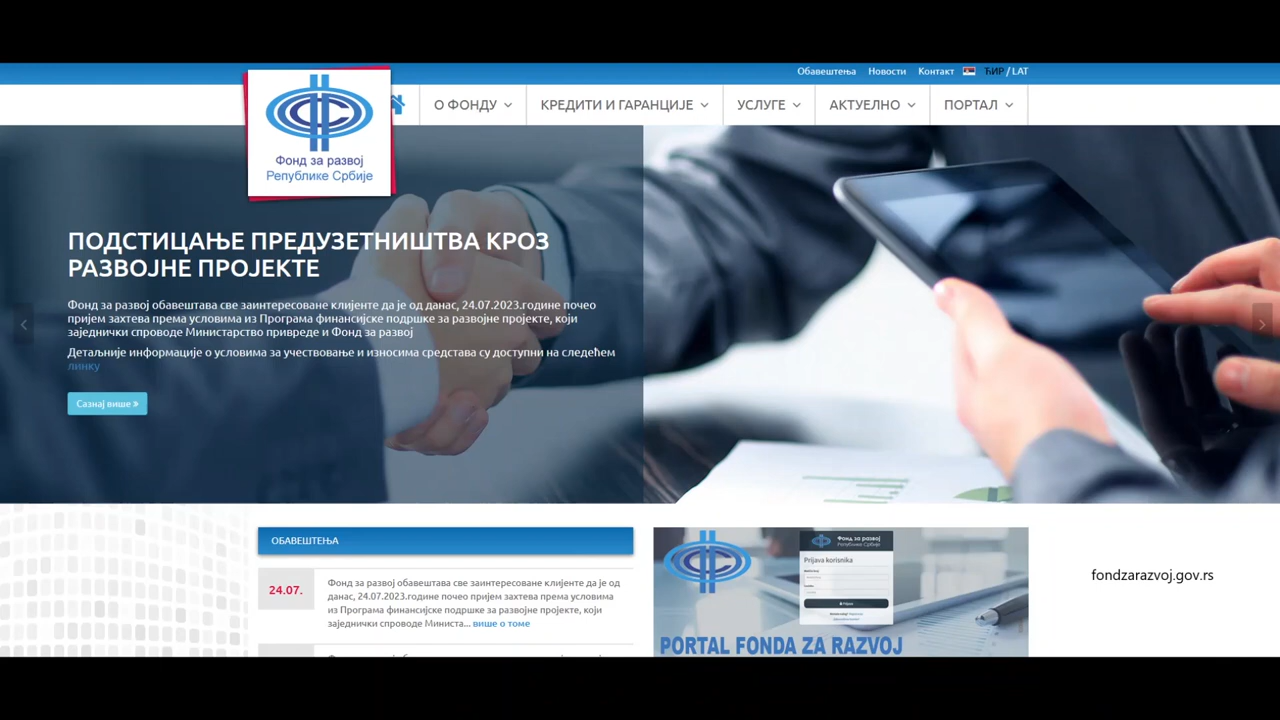 Обавештења Новости Контакт ЋИР / LAT
О ФОНДУ КРЕДИТИ И ГАРАНЦИЈЕ УСЛУГЕ АКТУЕЛНО ПОРТАЛ
Фонд за развој
Републике Србије
ПОДСТИЦАЊЕ ПРЕДУЗЕТНИШТВА КРОЗ
РАЗВОЈНЕ ПРОЈЕКТЕ
Фонд за развој обавештава све заинтересоване клијенте да је од данас, 24.07.2023.године почео
пријем захтева према условима из Програма финансијске подршке за развојне пројекте, који
заједнички спроводе Министарство привреде и Фонд за развој
Детаљније информације о условима за учествовање и износима средстава су доступни на следећем
линку
Сазнај више »
ОБАВЕШТЕЊА
24.07.
Фонд за развој обавештава све заинтересоване клијенте да је од
данас, 24.07.2023.године почео пријем захтева према условима
из Програма финансијске подршке за развојне пројекте, који
заједнички спроводе Министа... више о томе
Фонд за развој
Републике Србије
Prijava korisnika
PORTAL FONDA ZA RAZVOJ
fondzarazvoj.gov.rs